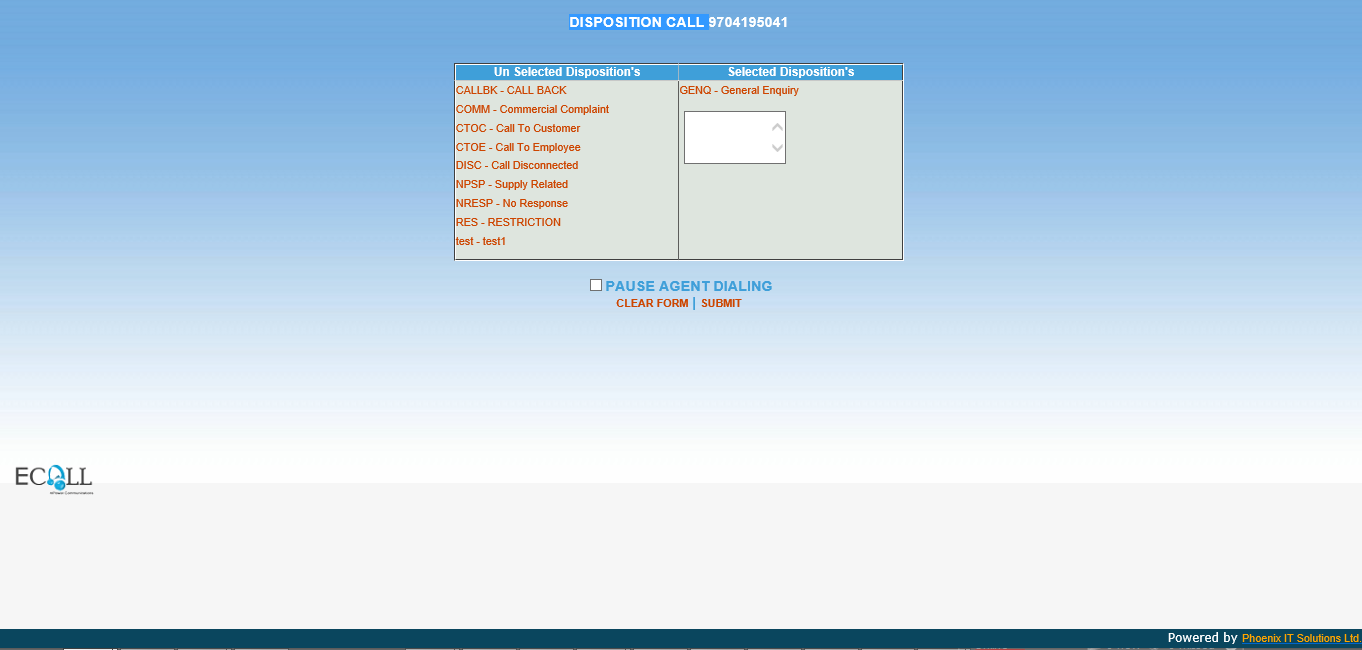 DISPOSITION CALL 9704195041
Un Selected Disposition's
Selected Disposition's
CALLBK - CALL BACK
COMM - Commercial Complaint
CTOC - Call To Customer
CTOE - Call To Employee
DISC - Call Disconnected
NPSP - Supply Related
NRESP - No Response
RES - RESTRICTION
test - test1
GENQ - General Enquiry
PAUSE AGENT DIALING
CLEAR FORM | SUBMIT
ECALL
Powered by Phoenix IT Solutions Ltd.